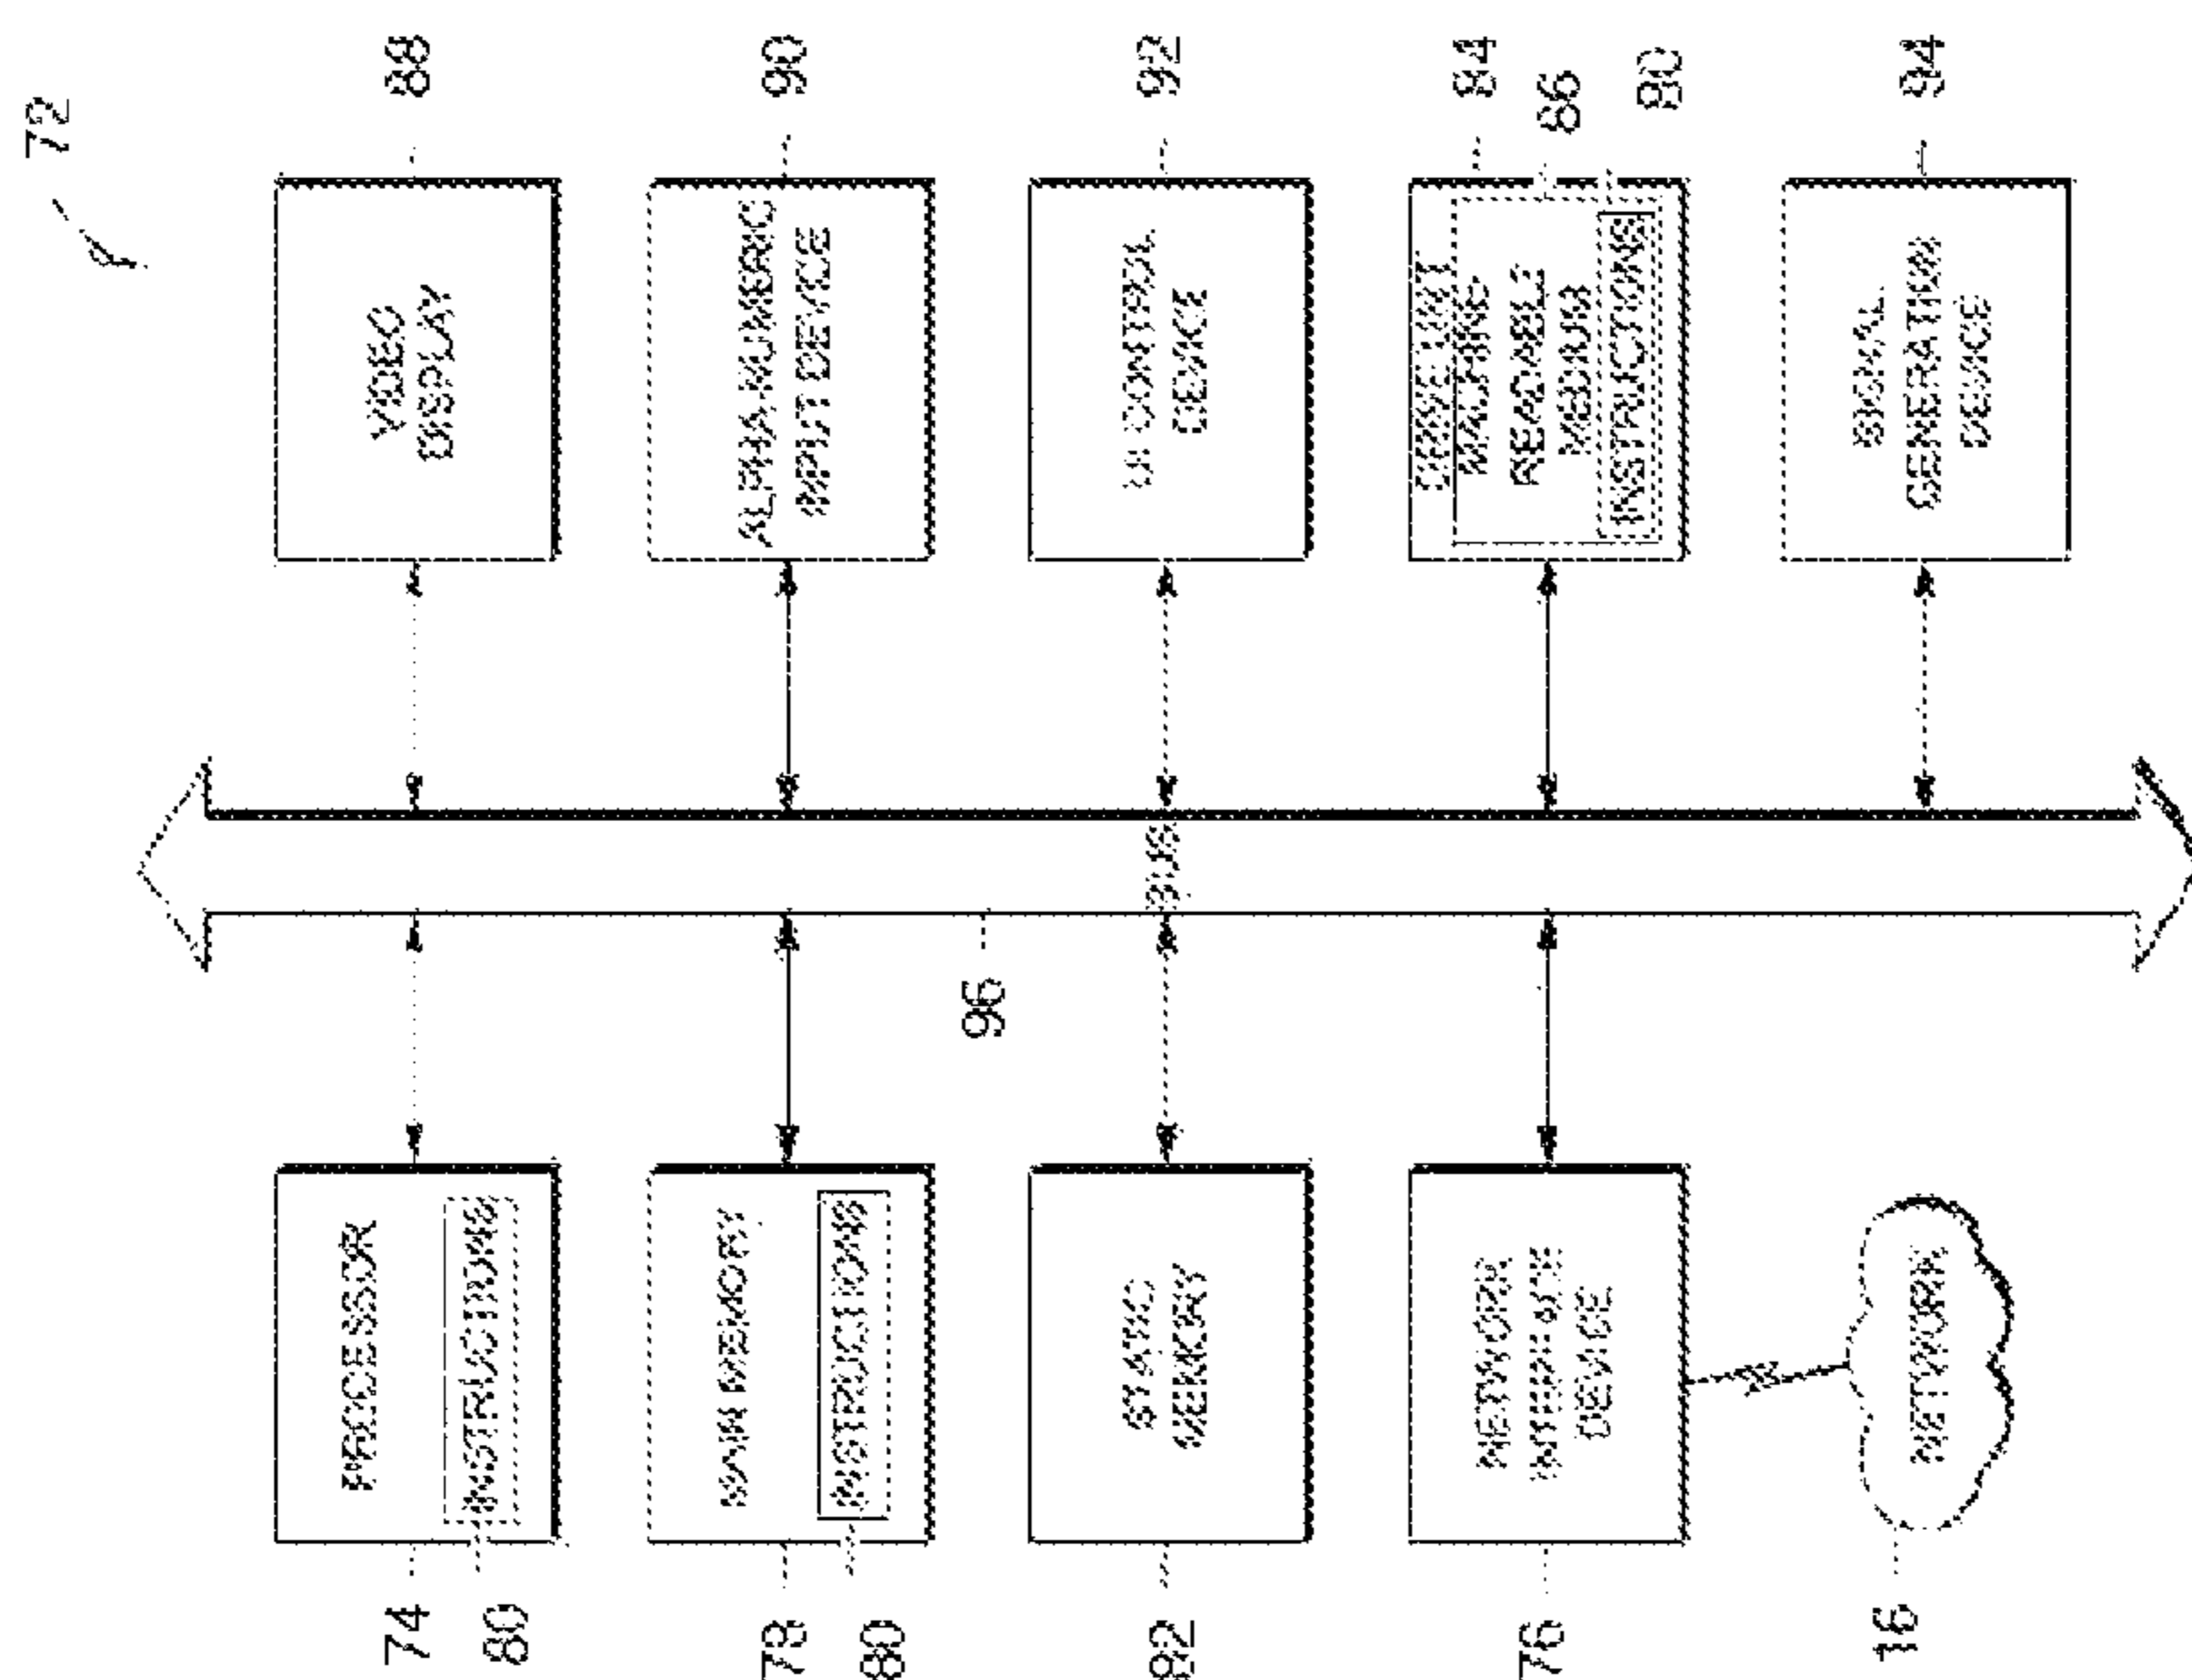 72
74
PROCESSOR
80
INSTRUCTIONS
VIDEO
DISPLAY
88
78
MAIN MEMORY
80
INSTRUCTIONS
ALPHA-NUMERIC
INPUT DEVICE
90
96
82
STATIC
MEMORY
BUS
UI CONTROL
DEVICE
92
76
NETWORK
INTERFACE
DEVICE
DRIVE UNIT
84
MACHINE
READABLE
MEDIUM
86
INSTRUCTIONS
80
16
NETWORK
SIGNAL
GENERATION
DEVICE
94